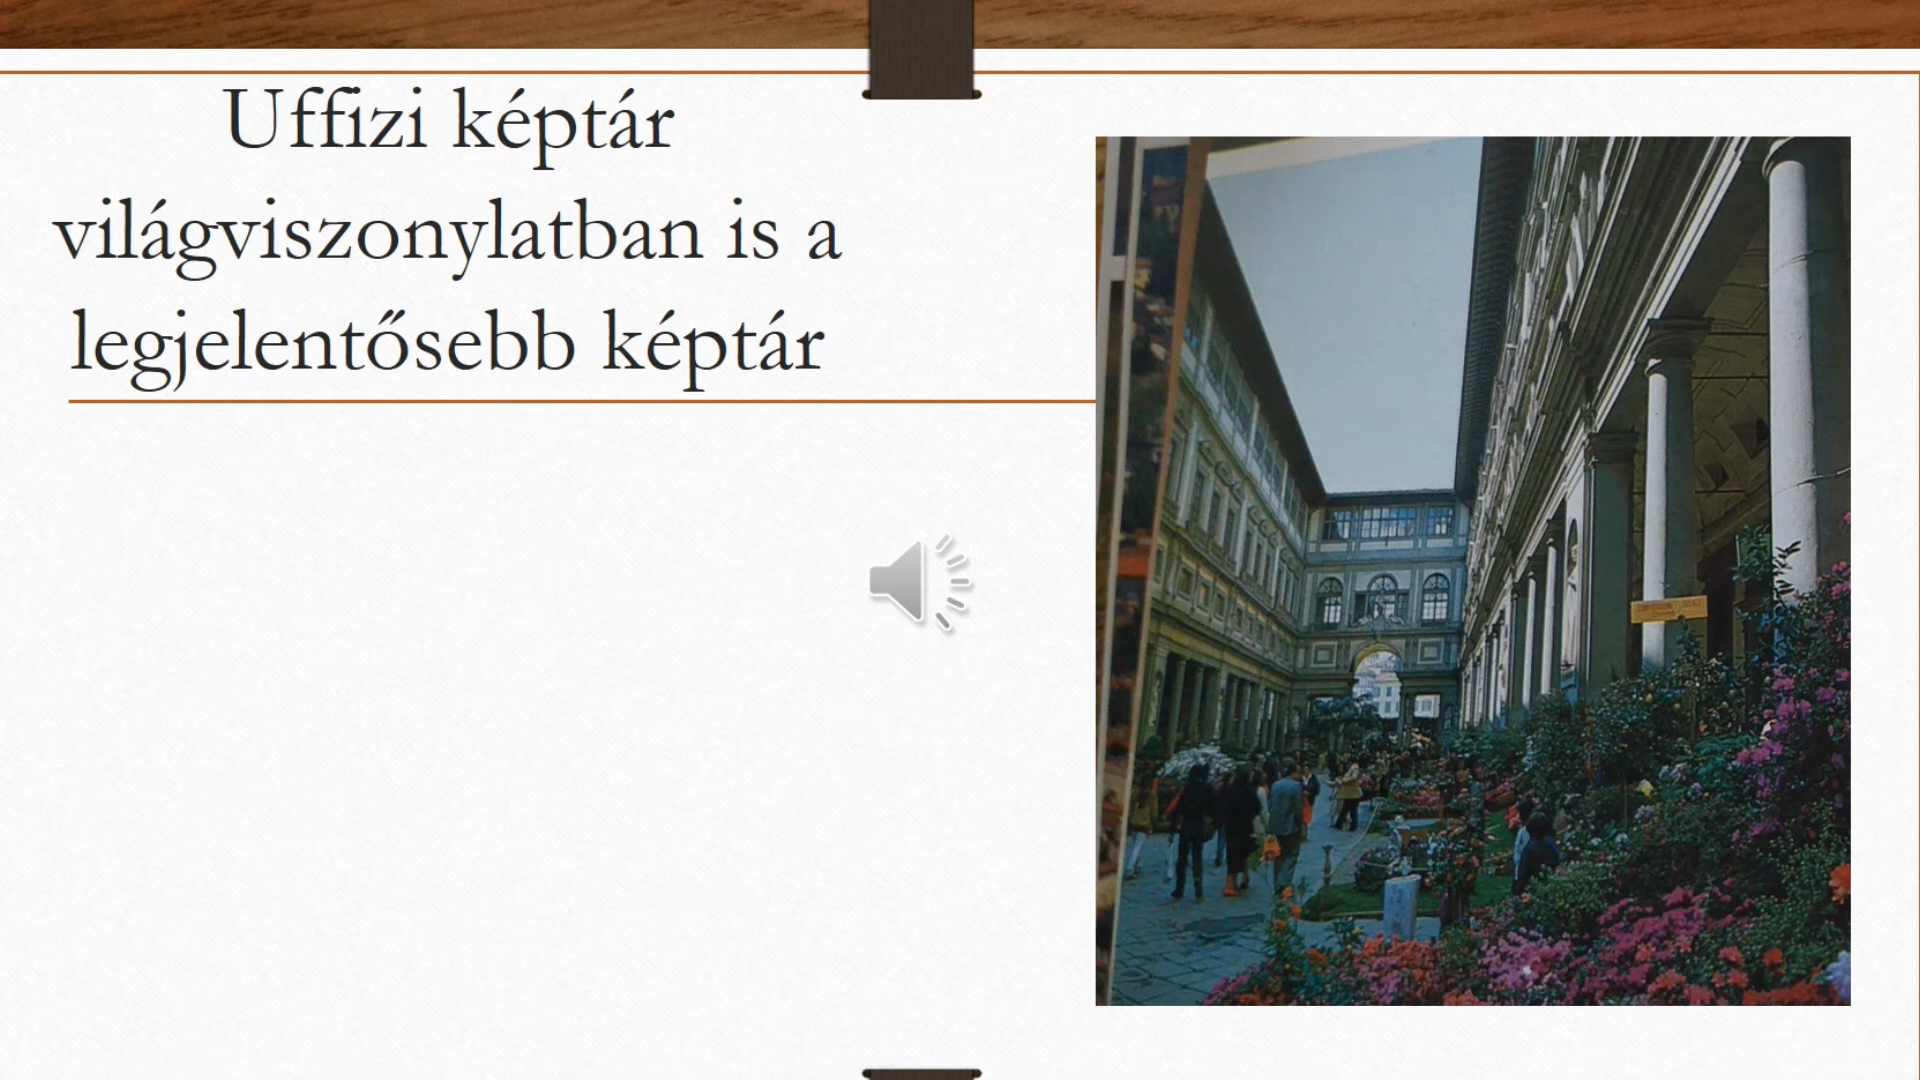 Uffizi képtár
világviszonylatban is a
legjelentősebb képtár